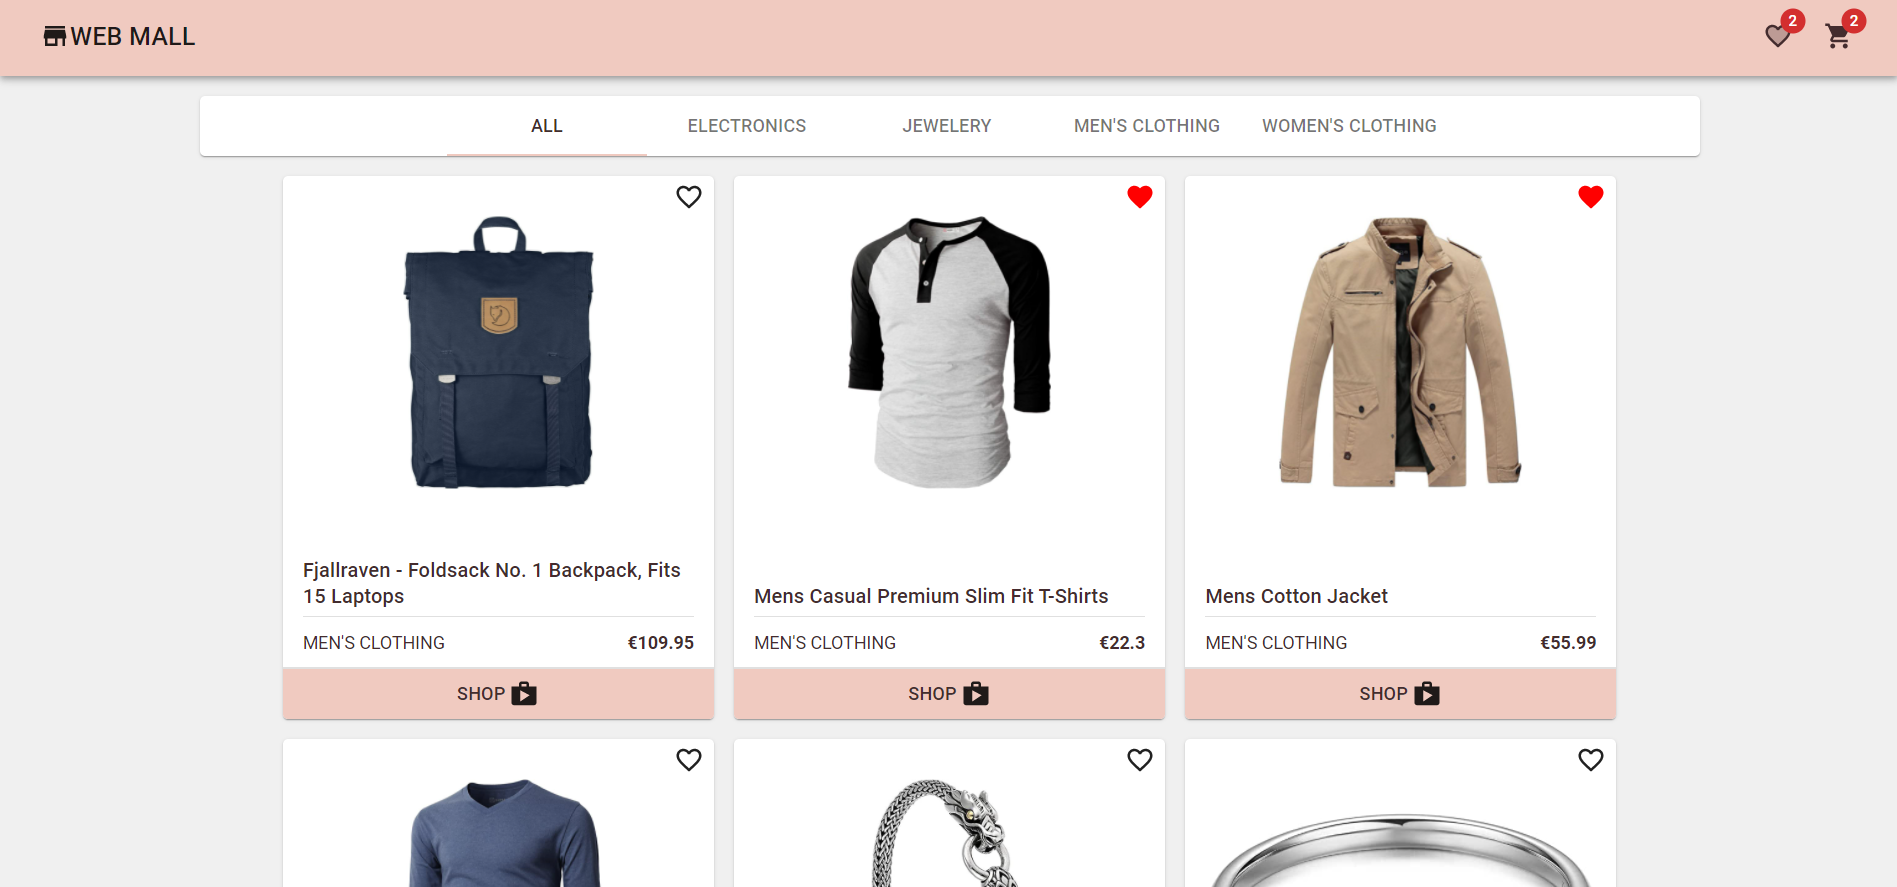 WEB MALL
2
2
ALL
ELECTRONICS
JEWELERY
MEN'S CLOTHING
WOMEN'S CLOTHING
Fjallraven - Foldsack No. 1 Backpack, Fits
15 Laptops
MEN'S CLOTHING
€109.95
SHOP
Mens Casual Premium Slim Fit T-Shirts
MEN'S CLOTHING
€22.3
SHOP
Mens Cotton Jacket
MEN'S CLOTHING
€55.99
SHOP